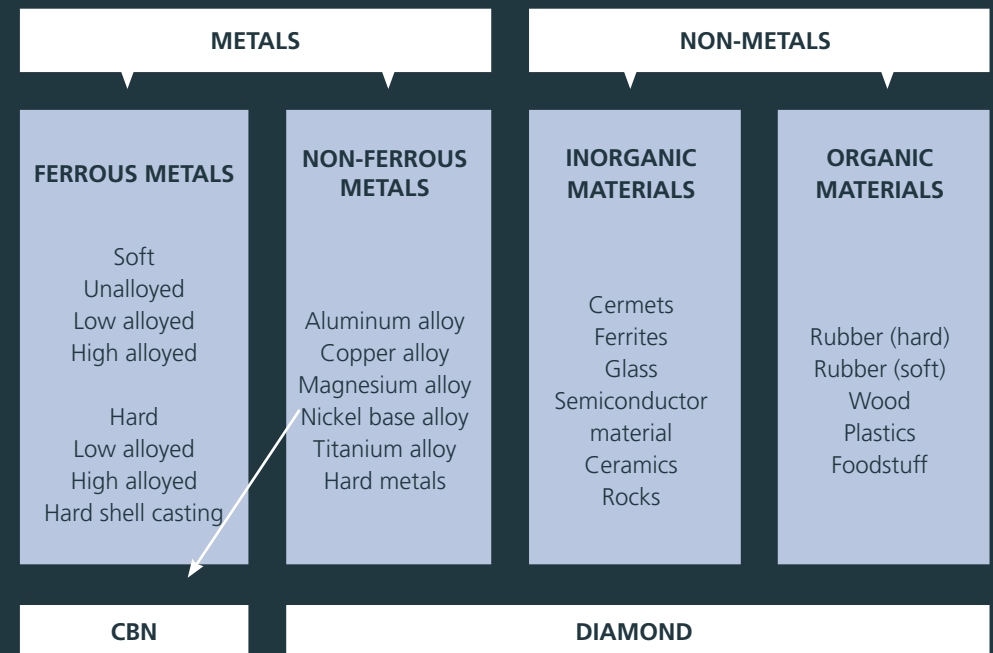 METALS
NON-METALS
FERROUS METALS
Soft
Unalloyed
Low alloyed
High alloyed
Hard
Low alloyed
High alloyed
Hard shell casting
NON-FERROUS
METALS
Aluminum alloy
Copper alloy
Magnesium alloy
Nickel base alloy
Titanium alloy
Hard metals
INORGANIC
MATERIALS
Cermets
Ferrites
Glass
Semiconductor
material
Ceramics
Rocks
ORGANIC
MATERIALS
Rubber (hard)
Rubber (soft)
Wood
Plastics
Foodstuff
CBN
DIAMOND